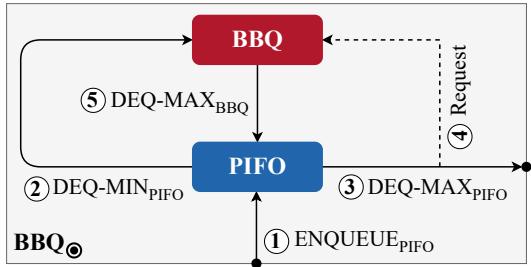 BBQ
⑤ DEQ-MAX_BBQ
④ Request
PIFO
② DEQ-MIN_PIFO
③ DEQ-MAX_PIFO
① ENQUEUE_PIFO
BBQ